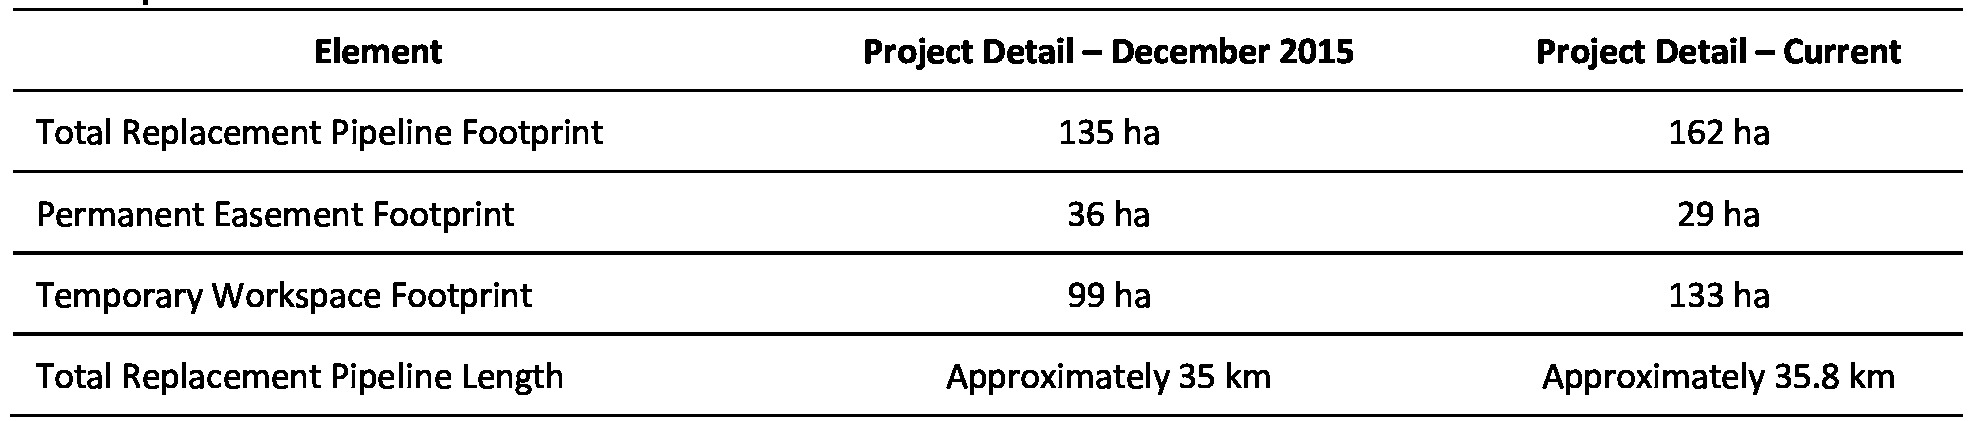 Element Project Detail – December 2015 Project Detail – Current
Total Replacement Pipeline Footprint 135 ha 162 ha
Permanent Easement Footprint 36 ha 29 ha
Temporary Workspace Footprint 99 ha 133 ha
Total Replacement Pipeline Length Approximately 35 km Approximately 35.8 km